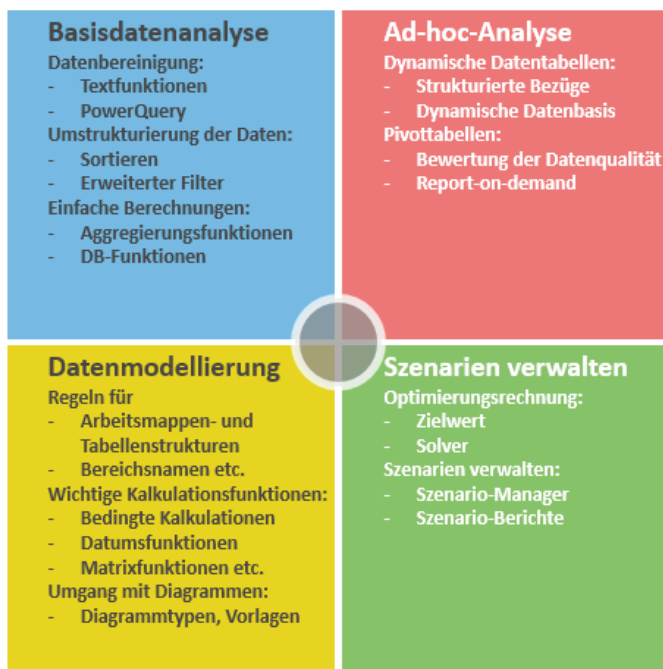 Basisdatenanalyse
Datenbereinigung:
- Textfunktionen
- PowerQuery
Umstrukturierung der Daten:
- Sortieren
- Erweiterter Filter
Einfache Berechnungen:
- Aggregierungsfunktionen
- DB-Funktionen
Ad-hoc-Analyse
Dynamische Datentabellen:
- Strukturierte Bezüge
- Dynamische Datenbasis
Pivottabellen:
- Bewertung der Datenqualität
- Report-on-demand
Datenmodellierung
Regeln für
- Arbeitsmappen- und
Tabellenstrukturen
- Bereichsnamen etc.
Wichtige Kalkulationsfunktionen:
- Bedingte Kalkulationen
- Datumsfunktionen
- Matrixfunktionen etc.
Umgang mit Diagrammen:
- Diagrammtypen, Vorlagen
Szenarien verwalten
Optimierungsrechnung:
- Zielwert
- Solver
Szenarien verwalten:
- Szenario-Manager
- Szenario-Berichte